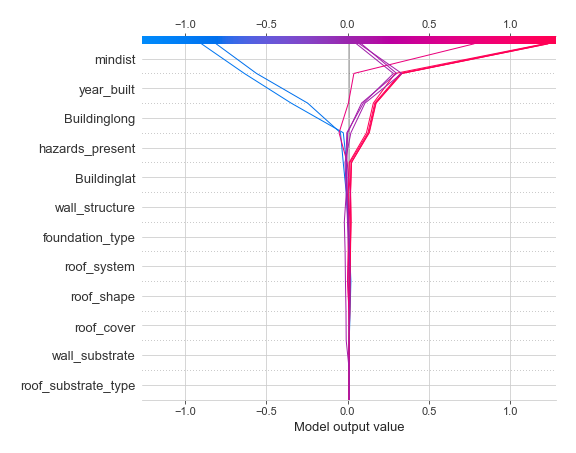 −1.0 −0.5 0.0 0.5 1.0
mindist
year_built
Buildinglong
hazards_present
Buildinglat
wall_structure
foundation_type
roof_system
roof_shape
roof_cover
wall_substrate
roof_substrate_type
−1.0 −0.5 0.0 0.5 1.0
Model output value